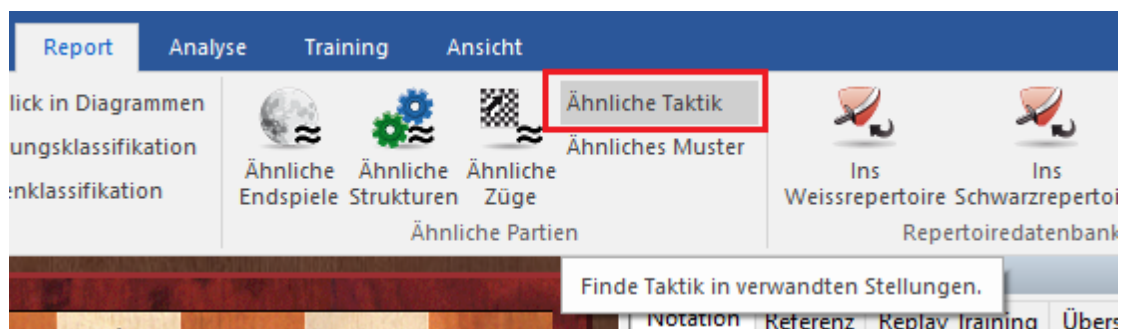 Report Analyse Training Ansicht
lick in Diagrammen
ungsklassifikation
enklassifikation
Ähnliche Endspiele
Ähnliche Strukturen
Ähnliche Züge
Ähnliche Taktik
Ähnliches Muster
Ähnliche Partien
Ins
Weissrepertoire
Ins
Schwarzrepertoi
Repertoiredatenbank
Finde Taktik in verwandten Stellungen.
Notation Referenz Replay Training Übers